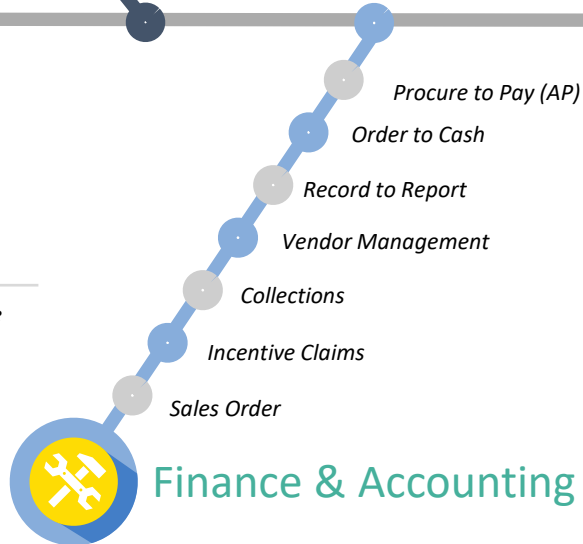 Procure to Pay (AP)
Order to Cash
Record to Report
Vendor Management
Collections
Incentive Claims
Sales Order
Finance & Accounting